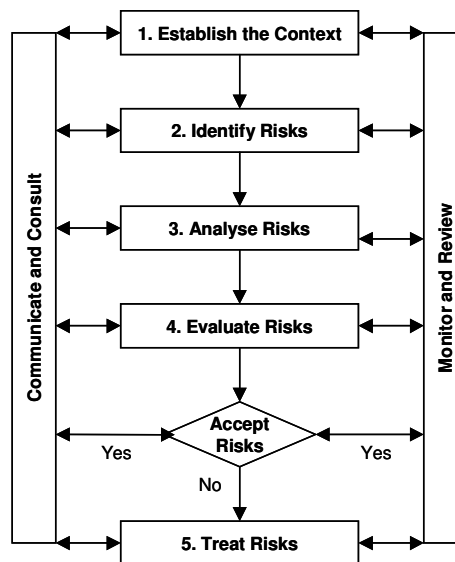 1. Establish the Context
2. Identify Risks
3. Analyse Risks
4. Evaluate Risks
Accept
Risks
Yes
Yes
No
5. Treat Risks
Communicate and Consult
Monitor and Review